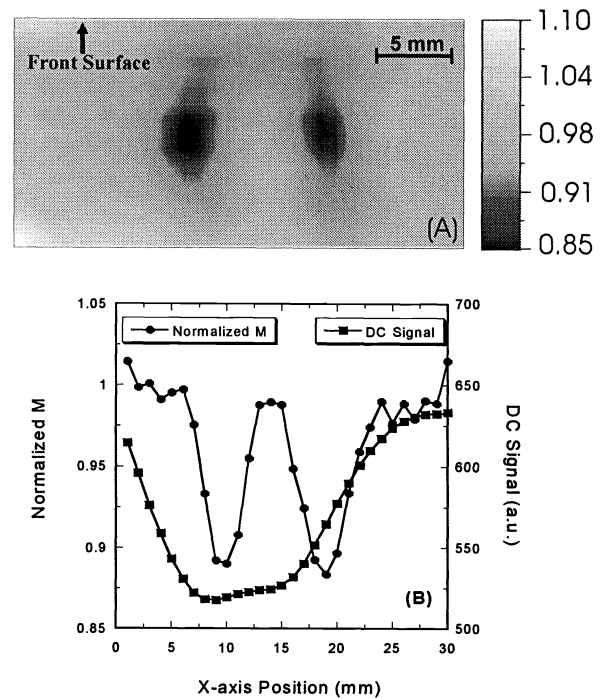 Front Surface
5 mm
(A)
1.10
1.04
0.98
0.91
0.85
1.05
1
0.95
0.9
0.85
Normalized M
Normalized M
DC Signal
700
650
600
550
500
DC Signal (a.u.)
(B)
0
5
10
15
20
25
30
X-axis Position (mm)